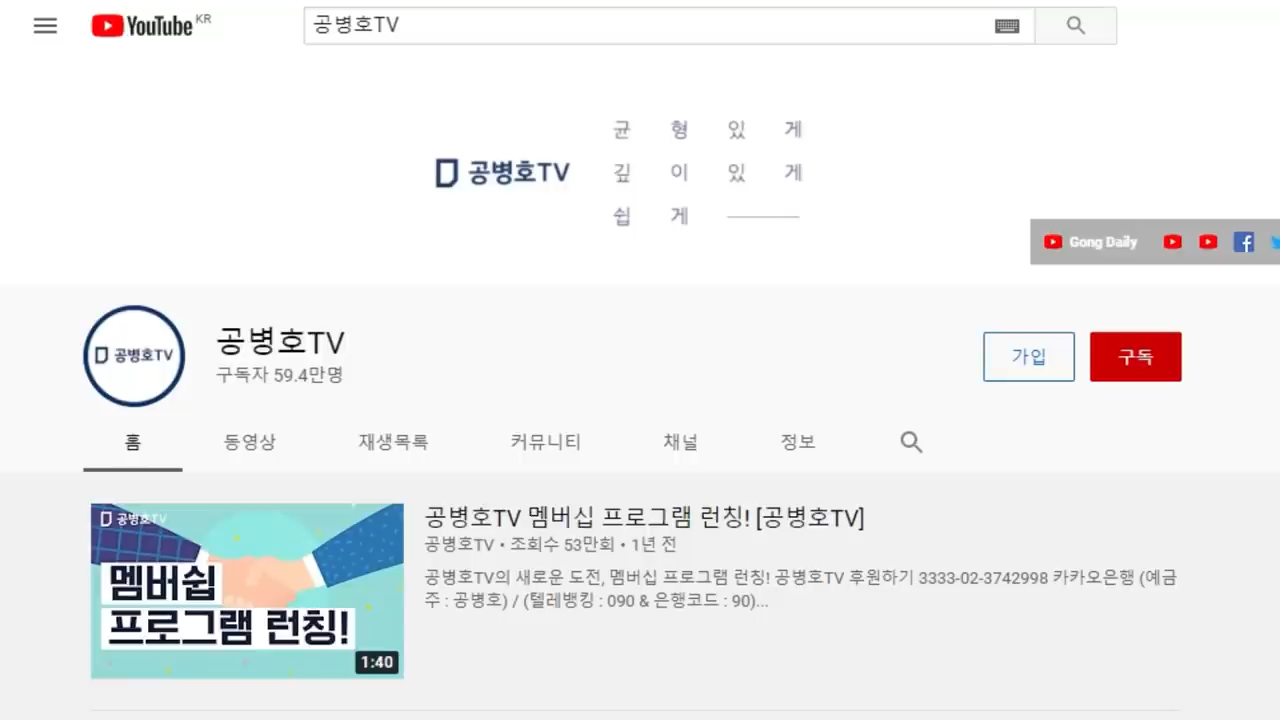 YouTube KR
공병호TV
균 형 있 게
공병호TV
깊 이 있 게
쉽 게
Gong Daily
공병호TV
공병호TV
구독자 59.4만명
가입
구독
홈 동영상 재생목록 커뮤니티 채널 정보
공병호TV
멤버쉽
프로그램 런칭!
1:40
공병호TV 멤버십 프로그램 런칭! [공병호TV]
공병호TV • 조회수 53만회 • 1년 전
공병호TV의 새로운 도전, 멤버십 프로그램 런칭! 공병호TV 후원하기 3333-02-3742998 카카오뱅크 (예금
주 : 공병호) / (텔레뱅킹 : 090 & 은행코드 : 90)...